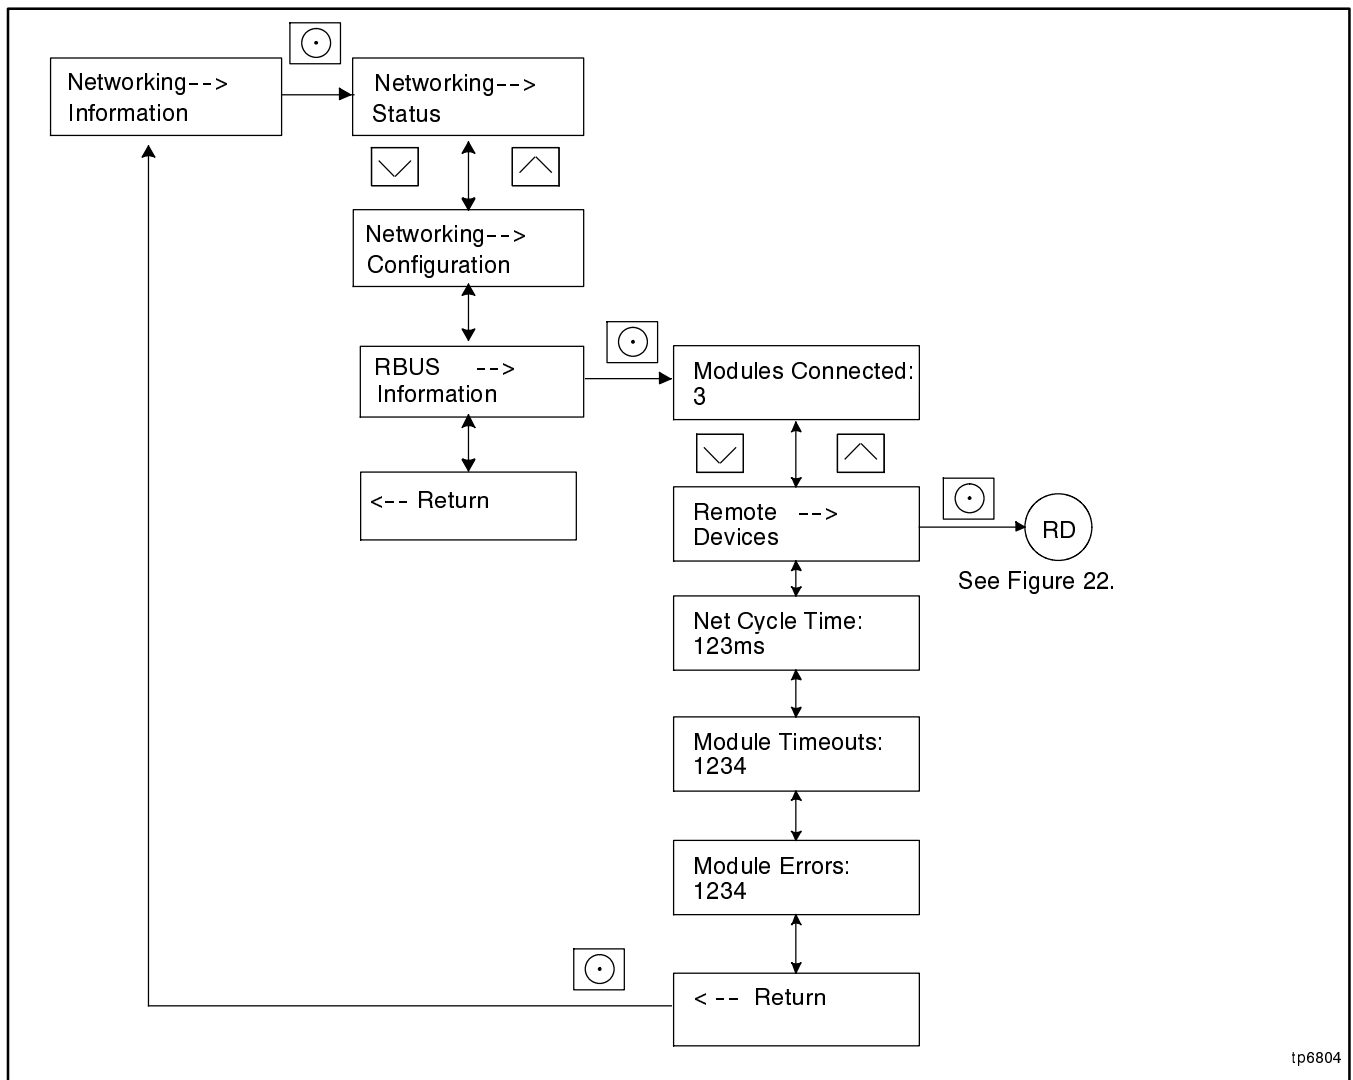 Networking-->
Information
Networking-->
Status
Networking-->
Configuration
RBUS -->
Information
<-- Return
Modules Connected:
3
Remote -->
Devices
RD
See Figure 22.
Net Cycle Time:
123ms
Module Timeouts:
1234
Module Errors:
1234
< -- Return
tp6804